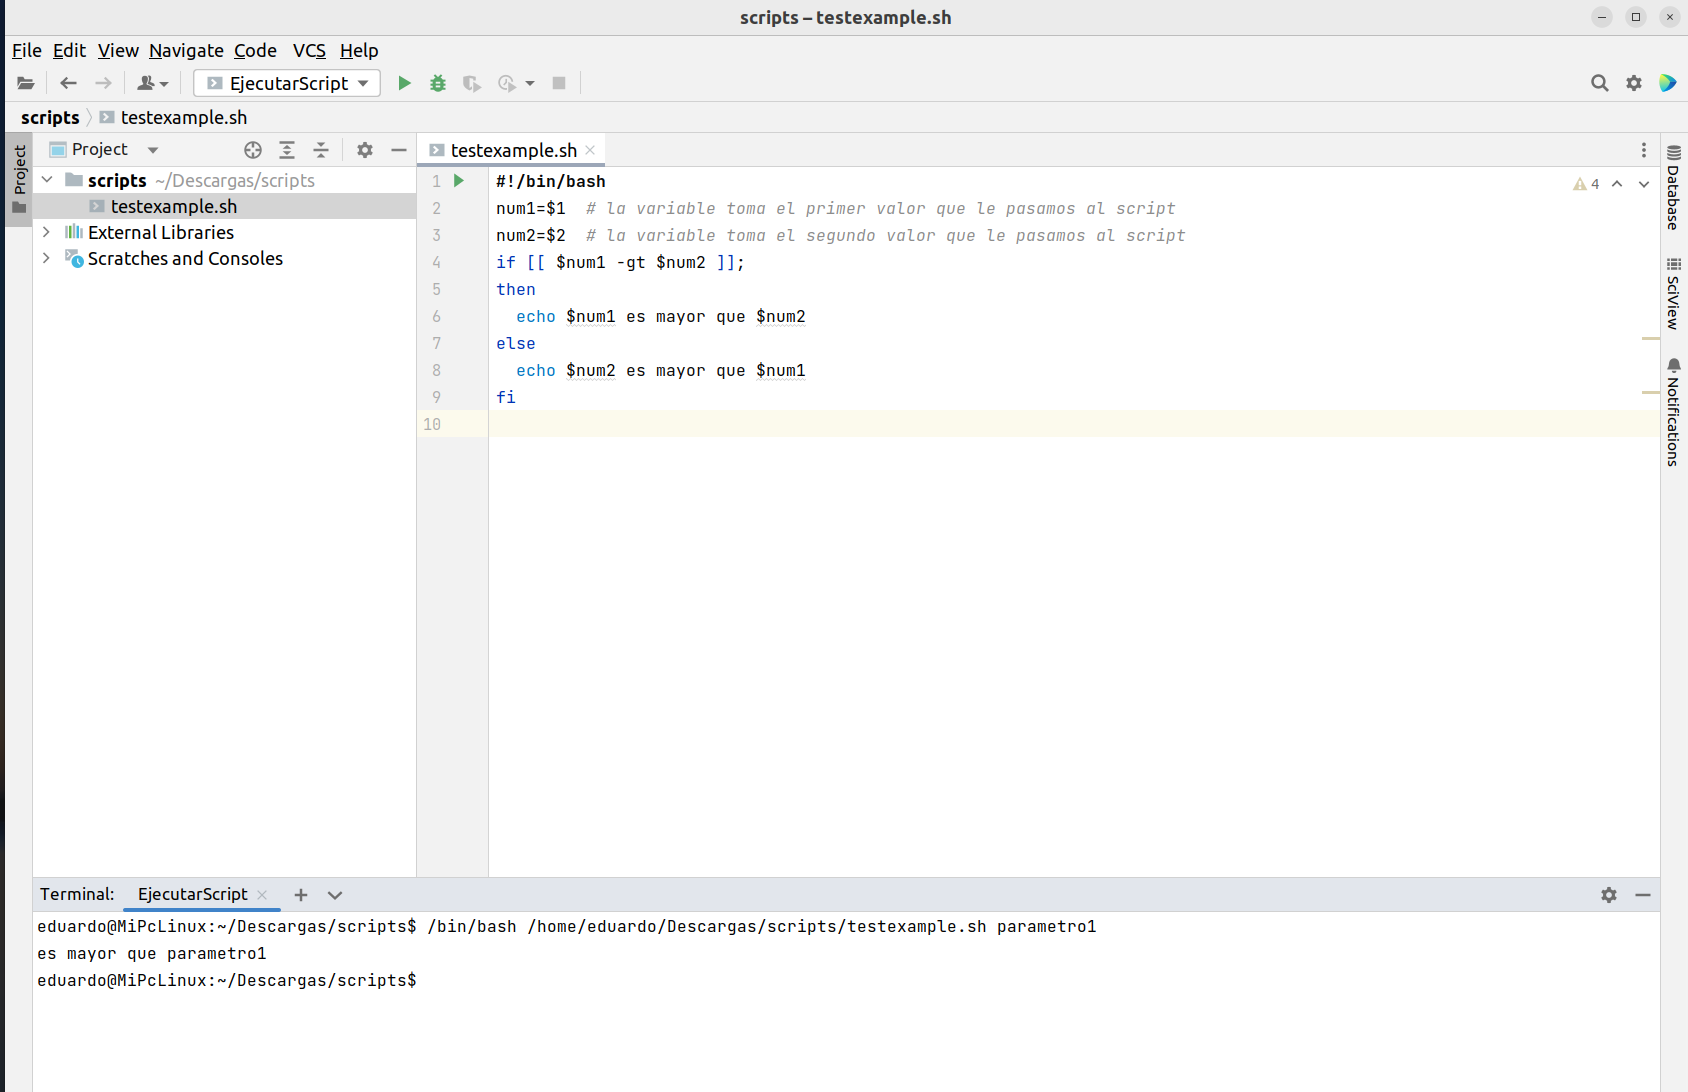 scripts – testexample.sh
File Edit View Navigate Code VCS Help
EjecutarScript
scripts testexample.sh
Project
Project
testexample.sh
scripts ~/Descargas/scripts
testexample.sh
External Libraries
Scratches and Consoles
1 #!/bin/bash
2 num1=$1  # la variable toma el primer valor que le pasamos al script
3 num2=$2  # la variable toma el segundo valor que le pasamos al script
4 if [[ $num1 -gt $num2 ]];
5 then
6   echo $num1 es mayor que $num2
7 else
8   echo $num2 es mayor que $num1
9 fi
10
4
Database
SciView
Notifications
Terminal: EjecutarScript
eduardo@MiPcLinux:~/Descargas/scripts$ /bin/bash /home/eduardo/Descargas/scripts/testexample.sh parametro1
es mayor que parametro1
eduardo@MiPcLinux:~/Descargas/scripts$